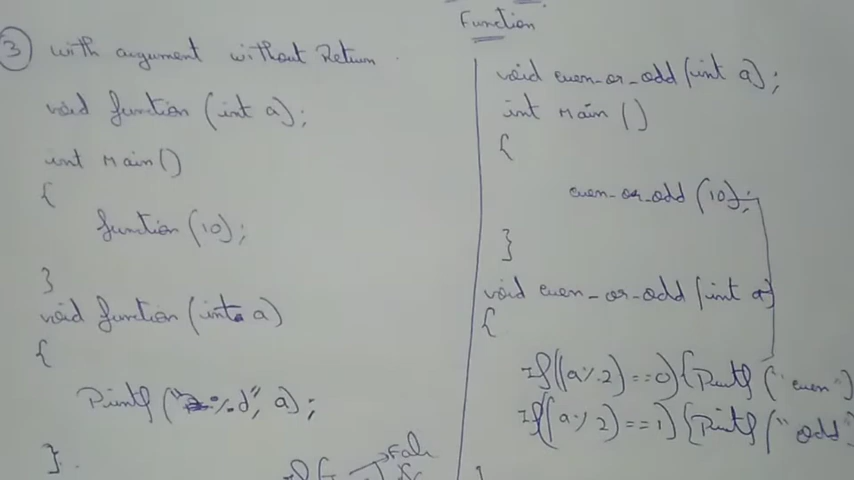 Function
3 with argument without Return
void function (int a);
int Main()
{
function (10);
}
void function (int a)
{
Printf ("%d", a);
}
void even_or_odd (int a);
int Main ()
{
even_or_odd (10);
}
void even_or_odd (int a)
{
If((a%2)==0){Printf ("even")
If((a%2)==1){Printf ("odd"